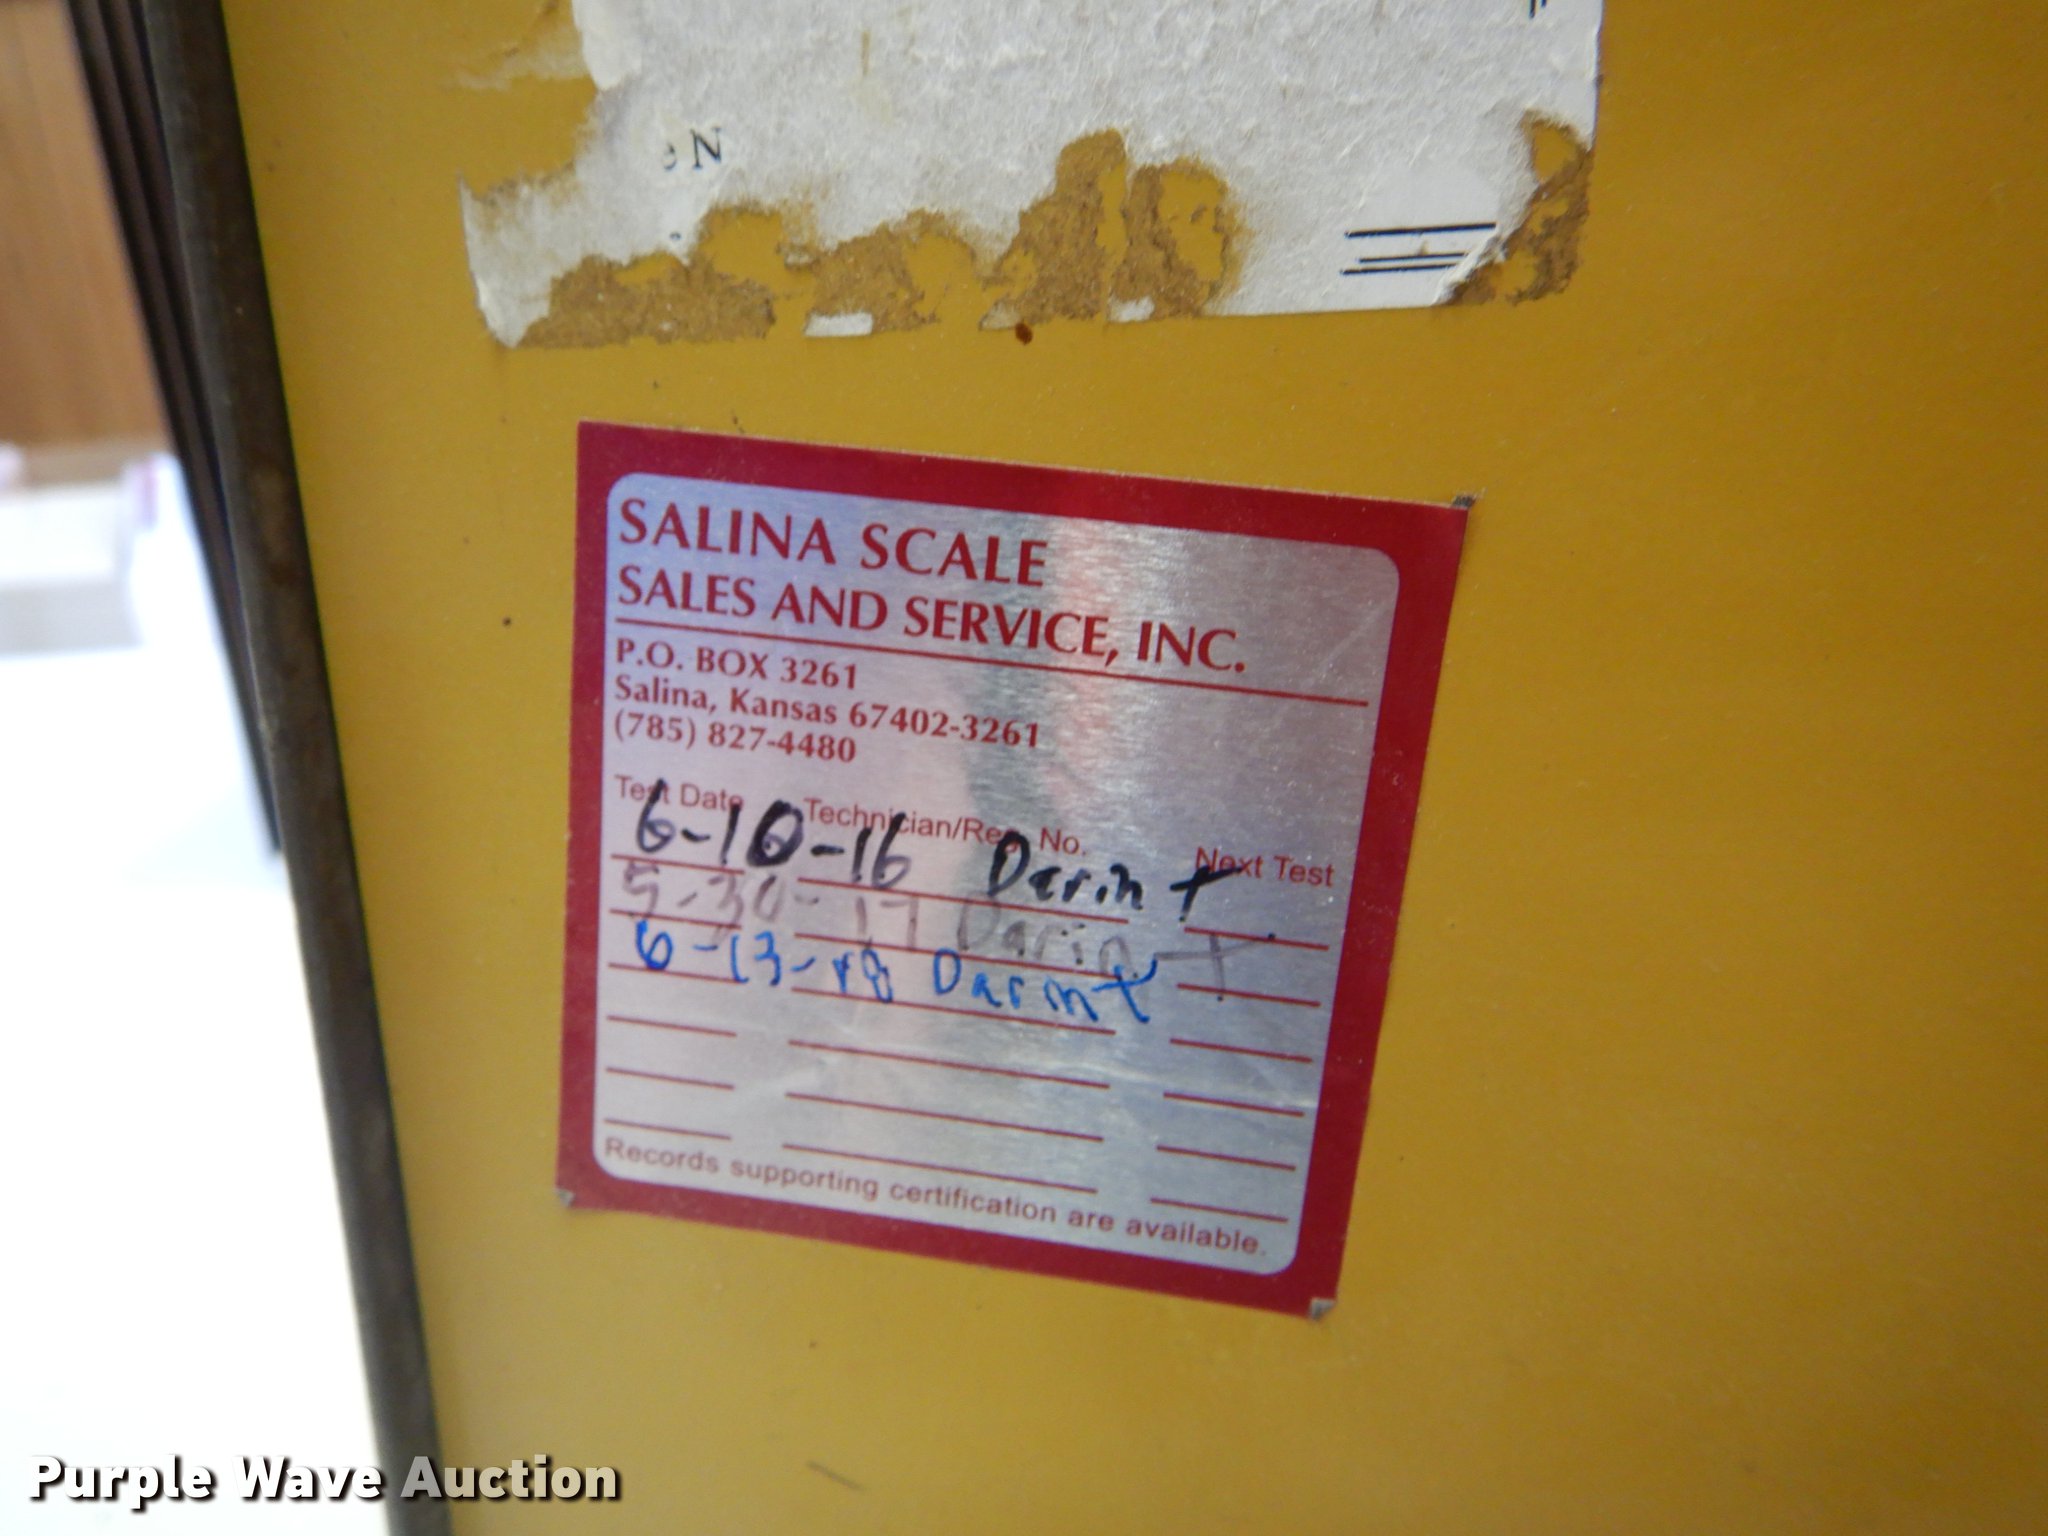 N
SALINA SCALE
SALES AND SERVICE, INC.
P.O. BOX 3261
Salina, Kansas 67402-3261
(785) 827-4480
Test Date Technician/Reg. No. Next Test
6-10-16 Darin T
5-30-17 Darin T
6-13-18 Darin T
Records supporting certification are available.
Purple Wave Auction